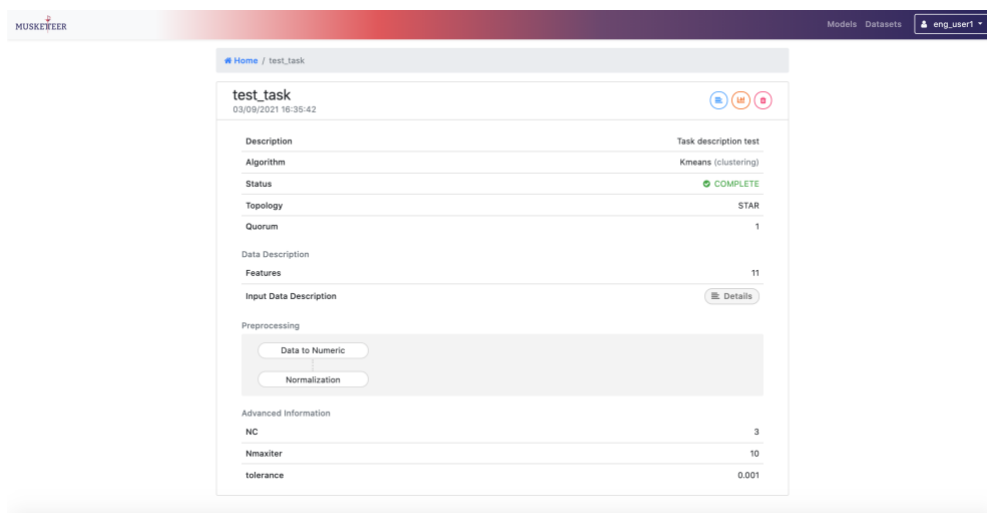 MUSKETEER
Models Datasets eng_user1
Home / test_task
test_task
03/09/2021 16:35:42
Description Task description test
Algorithm Kmeans (clustering)
Status COMPLETE
Topology STAR
Quorum 1
Data Description
Features 11
Input Data Description Details
Preprocessing
Data to Numeric
Normalization
Advanced Information
NC 3
Nmaxiter 10
tolerance 0.001